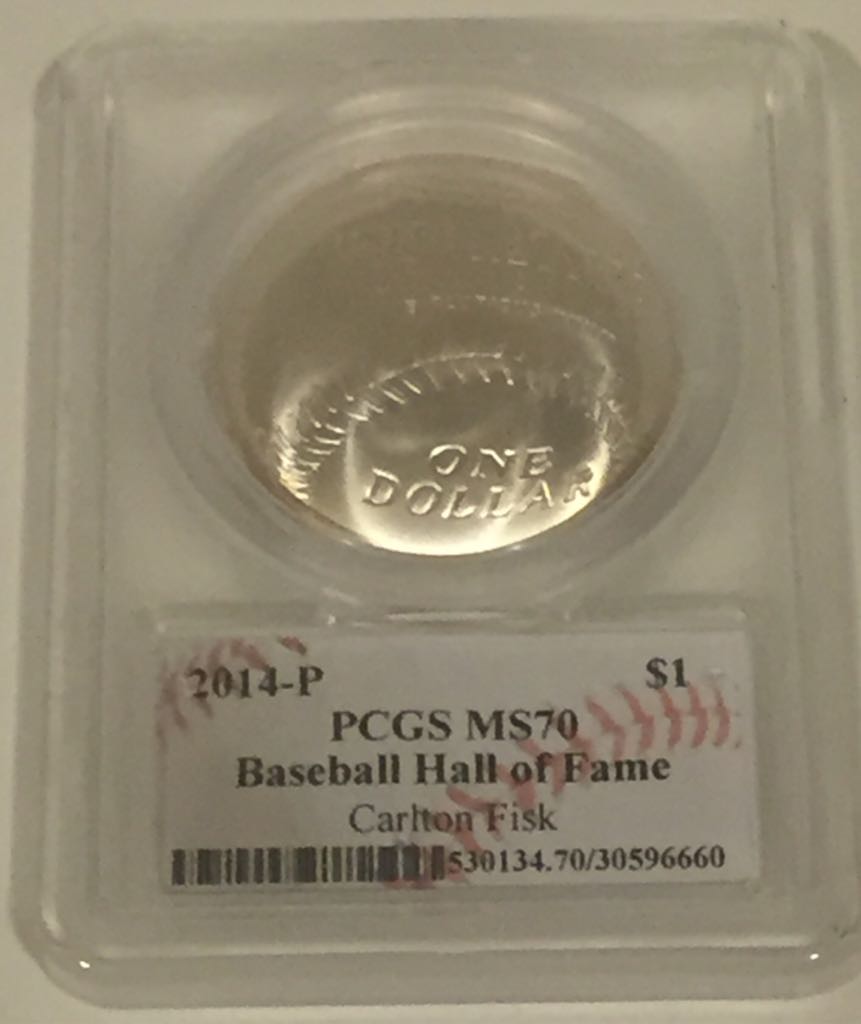 ONE
DOLLAR
2014-P $1
PCGS MS70
Baseball Hall of Fame
Carlton Fisk
530134.70/30596660